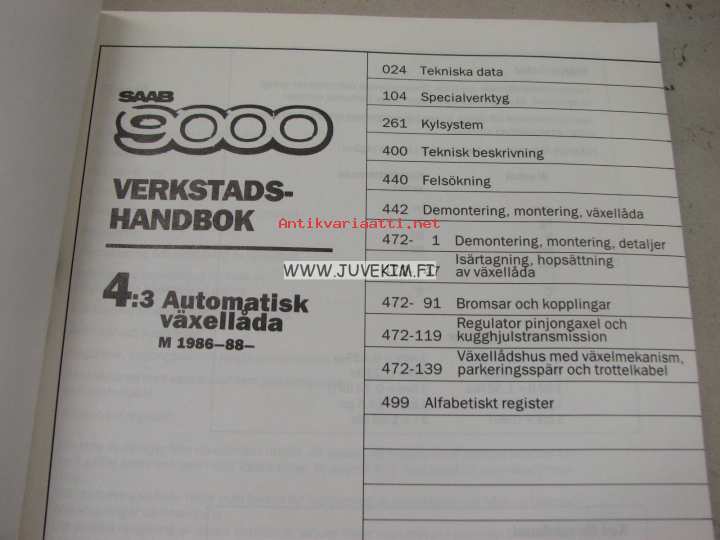 SAAB
9000
VERKSTADS-
HANDBOK
4:3 Automatisk
växellåda
M 1986–88–
024 Tekniska data
104 Specialverktyg
261 Kylsystem
400 Teknisk beskrivning
440 Felsökning
442 Demontering, montering, växellåda
472- 1 Demontering, montering, detaljer
Isärtagning, hopsättning
av växellåda
472- 91 Bromsar och kopplingar
472-119 Regulator pinjongaxel och
kugghjulstransmission
472-139 Växellådshus med växelmekanism,
parkeringsspärr och trottelkabel
499 Alfabetiskt register
Antikvariaatti.net
WWW.JUVEKIM.FI